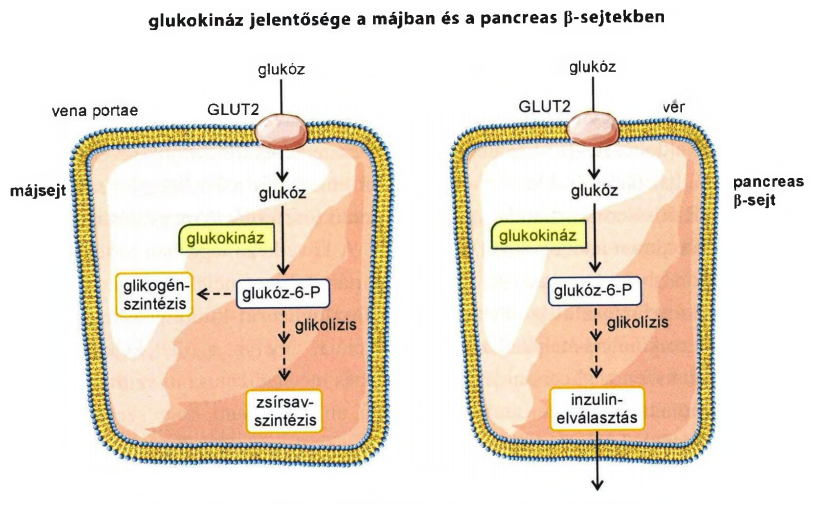 glukokináz jelentősége a májban és a pancreas β-sejtekben
glukóz
vena portae
GLUT2
májsejt
glukóz
glukokináz
glikogén-
szintézis
glukóz-6-P
glikolízis
zsírsav-
szintézis
glukóz
GLUT2
vér
pancreas
β-sejt
glukóz
glukokináz
glukóz-6-P
glikolízis
inzulin-
elválasztás